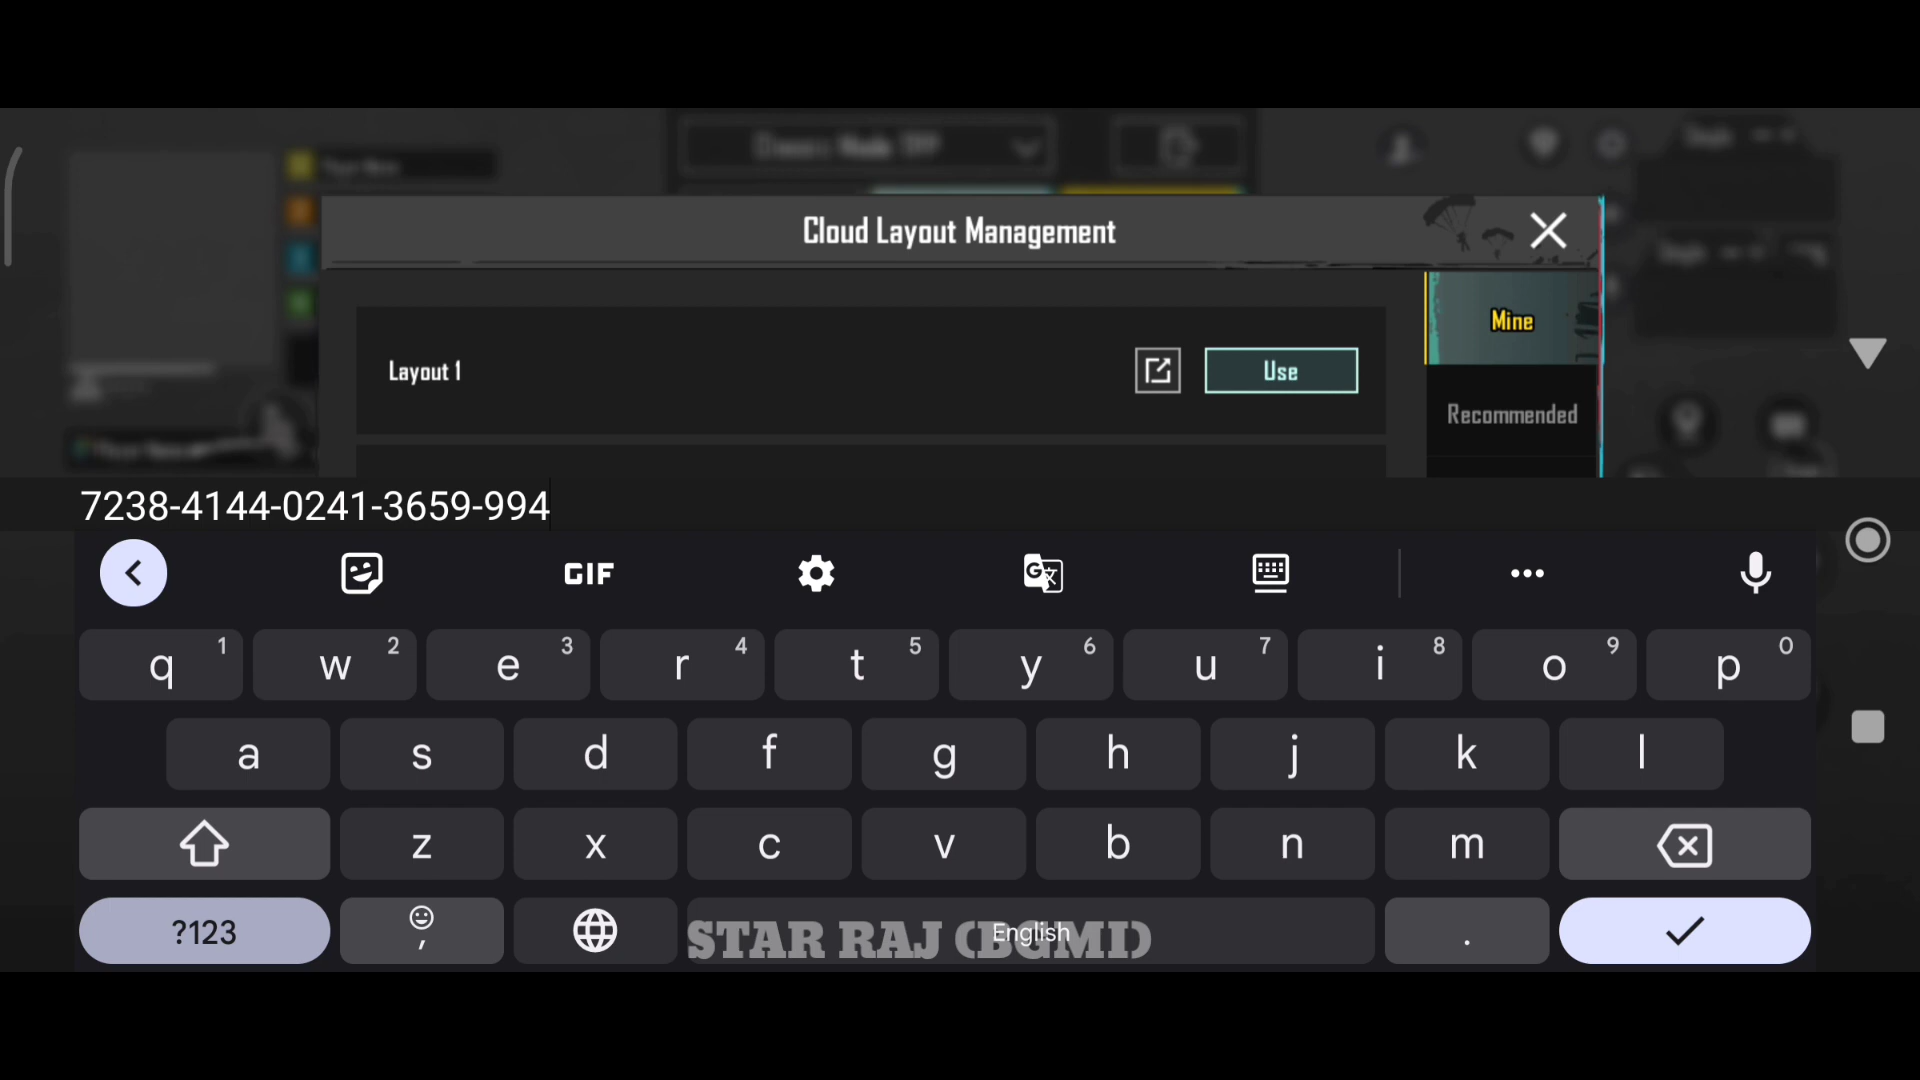 Cloud Layout Management
Mine
Layout 1
Use
Recommended
7238-4144-0241-3659-994
GIF
q 1 w 2 e 3 r 4 t 5 y 6 u 7 i 8 o 9 p 0
a s d f g h j k l
z x c v b n m
?123 , English .
STAR RAJ (BGMI)